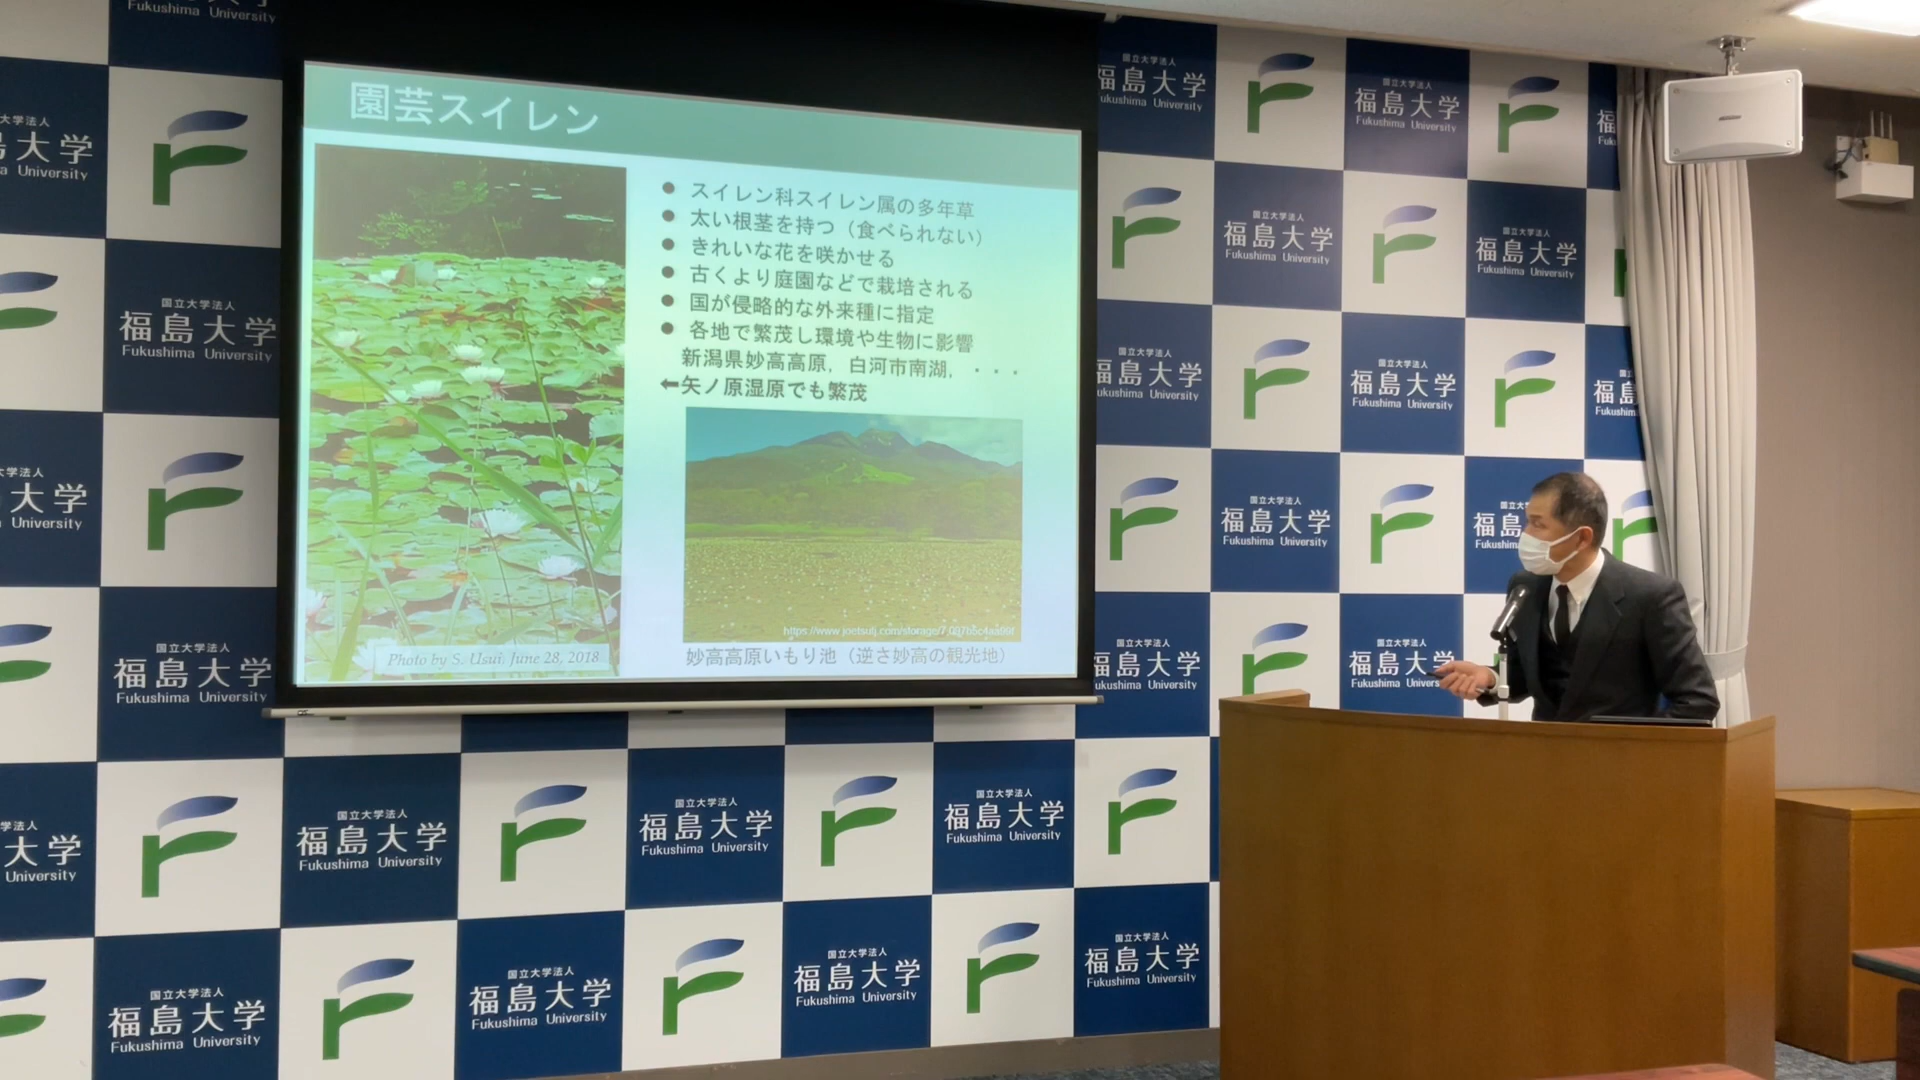 園芸スイレン
● スイレン科スイレン属の多年草
● 太い根茎を持つ（食べられない）
● きれいな花を咲かせる
● 古くより庭園などで栽培される
● 国が侵略的な外来種に指定
● 各地で繁茂し環境や生物に影響
新潟県妙高高原，白河市南湖，・・・
⬅矢ノ原湿原でも繁茂
Photo by S. Usui. June 28, 2018
妙高高原いもり池（逆さ妙高の観光地）
国立大学法人
福島大学
Fukushima University